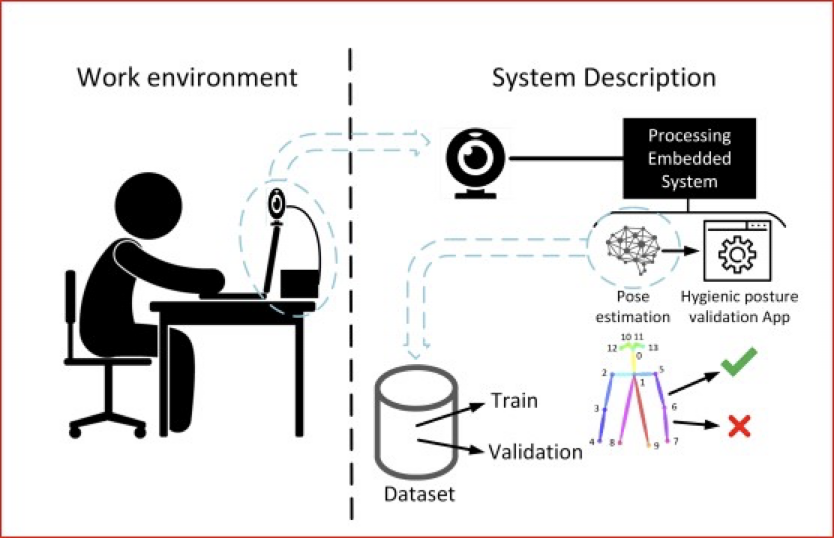 Work environment
System Description
Processing
Embedded
System
Pose
estimation
Hygienic posture
validation App
10 11
12 13
0
2 1 5
3 6
4 8 9 7
Train
Validation
Dataset